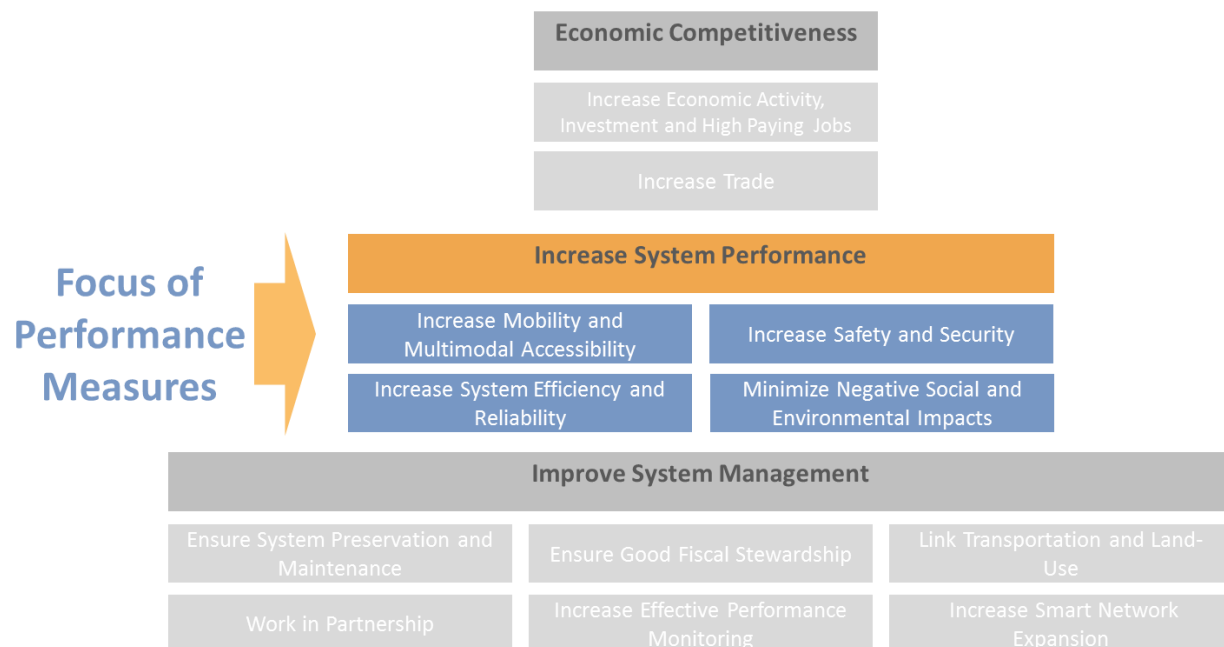 Economic Competitiveness
Increase Economic Activity,
Investment and High Paying Jobs
Increase Trade
Focus of
Performance
Measures
Increase System Performance
Increase Mobility and
Multimodal Accessibility
Increase Safety and Security
Increase System Efficiency and
Reliability
Minimize Negative Social and
Environmental Impacts
Improve System Management
Ensure System Preservation and
Maintenance
Ensure Good Fiscal Stewardship
Link Transportation and Land-
Use
Work in Partnership
Increase Effective Performance
Monitoring
Increase Smart Network
Expansion